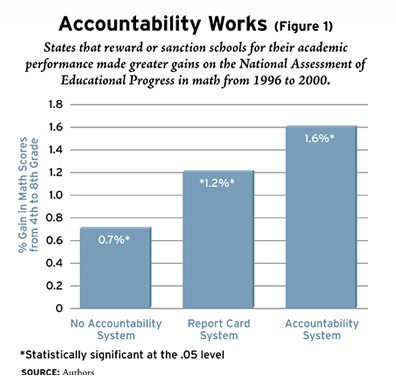 Accountability Works (Figure 1)
States that reward or sanction schools for their academic
performance made greater gains on the National Assessment of
Educational Progress in math from 1996 to 2000.
% Gain in Math Scores
from 4th to 8th Grade
1.8
1.6
1.4
1.2
1.0
0.8
0.6
0.4
0.2
0
0.7%*
*1.2%*
1.6%*
No Accountability
System
Report Card
System
Accountability
System
*Statistically significant at the .05 level
SOURCE: Authors